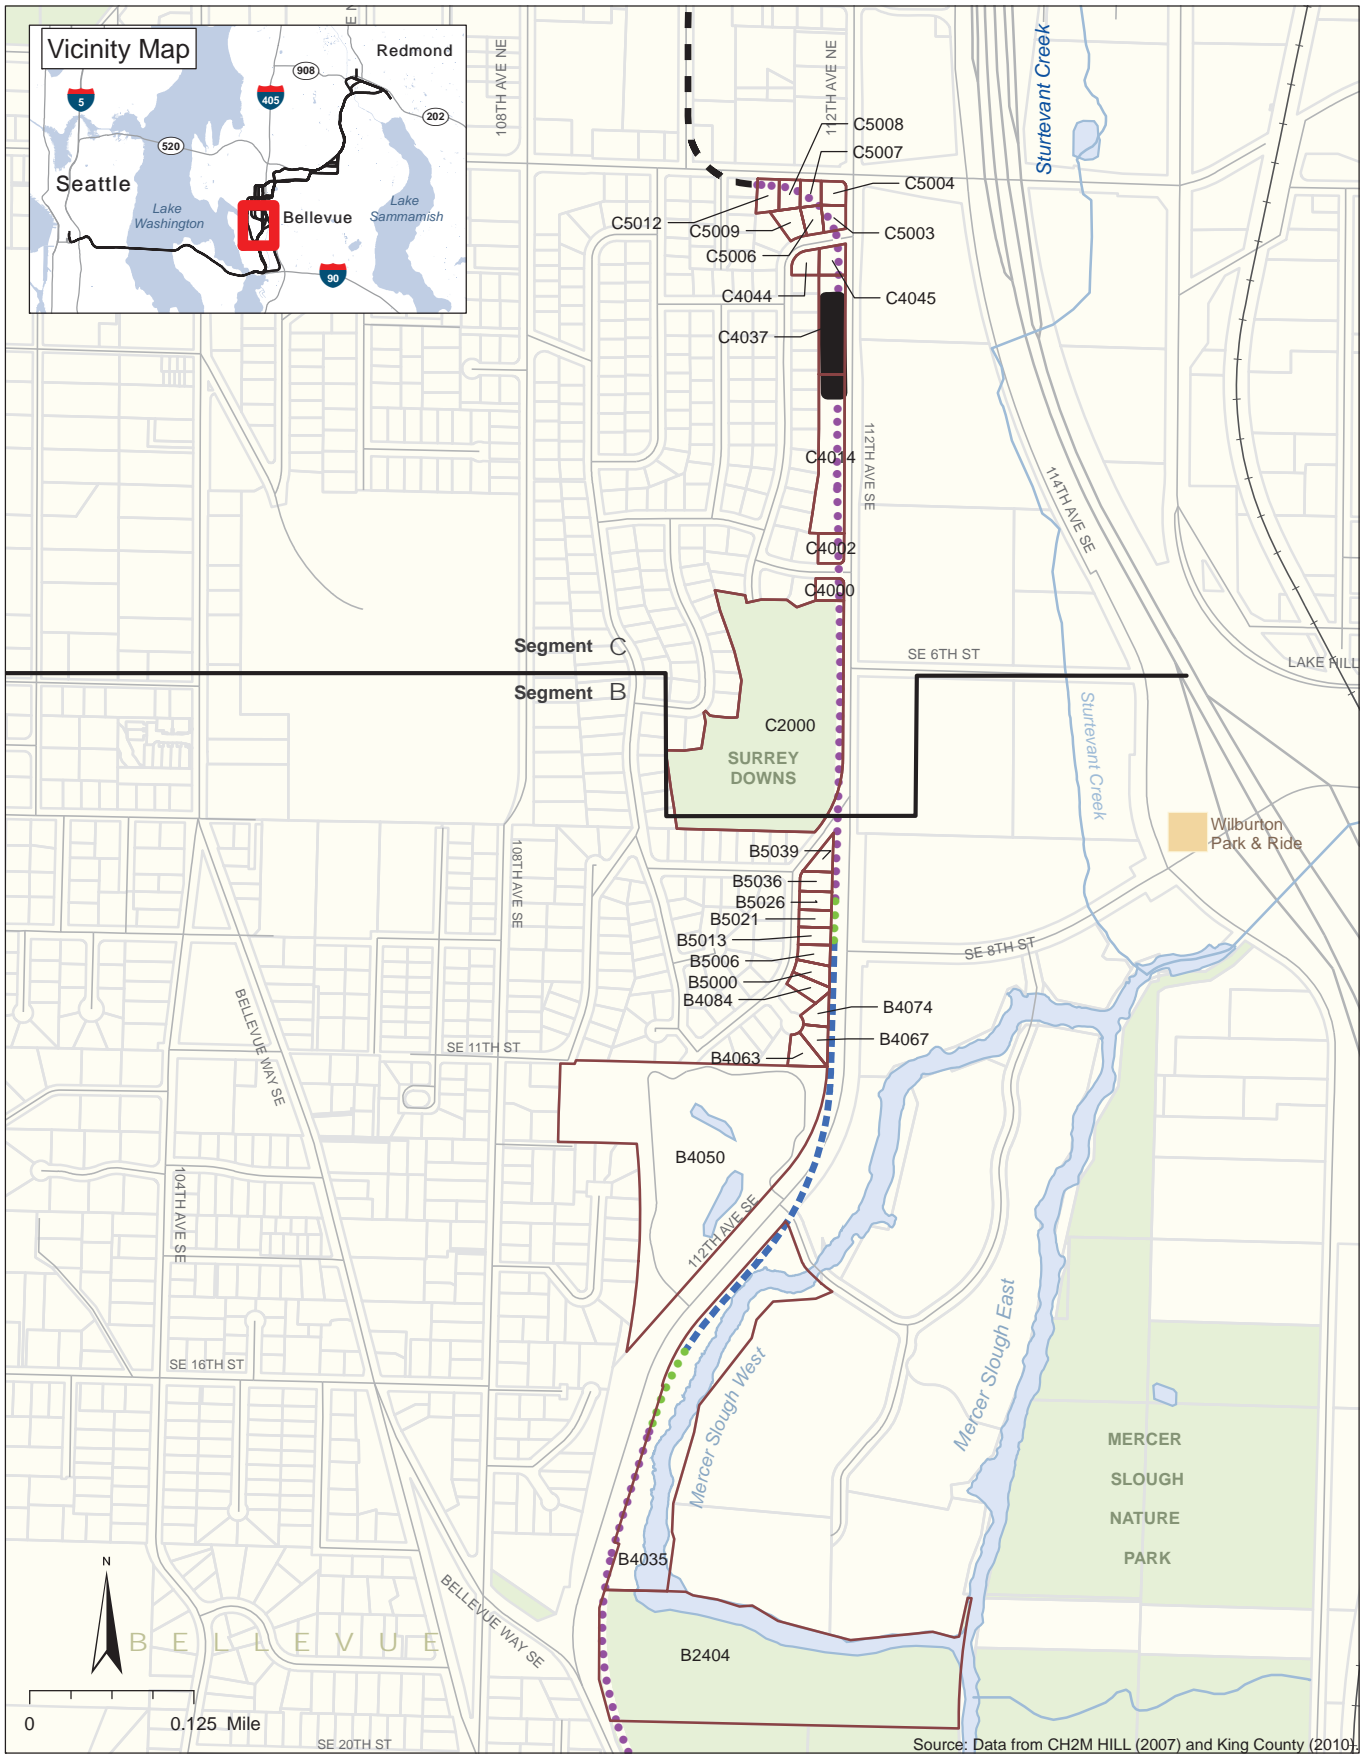 Vicinity Map
Redmond
908
5
405
202
520
Seattle
Lake
Washington
Bellevue
Lake
Sammamish
90
108TH AVE NE
112TH AVE NE
Sturtevant Creek
C5008
C5007
C5004
C5012
C5009
C5003
C5006
C4044
C4045
C4037
C4014
112TH AVE SE
114TH AVE SE
C4002
C4000
Segment C
SE 6TH ST
LAKE HILL
Segment B
C2000
SURREY
DOWNS
Sturtevant Creek
Wilburton
Park & Ride
B5039
108TH AVE SE
B5036
B5026
B5021
B5013
SE 8TH ST
B5006
B5000
B4084
B4074
BELLEVUE WAY SE
SE 11TH ST
B4067
B4063
B4050
104TH AVE SE
112TH AVE SE
SE 16TH ST
Mercer Slough West
Mercer Slough East
MERCER
SLOUGH
NATURE
PARK
B4035
N
BELLEVUE WAY SE
BELLEVUE
B2404
0 0.125 Mile
SE 20TH ST
Source: Data from CH2M HILL (2007) and King County (2010).